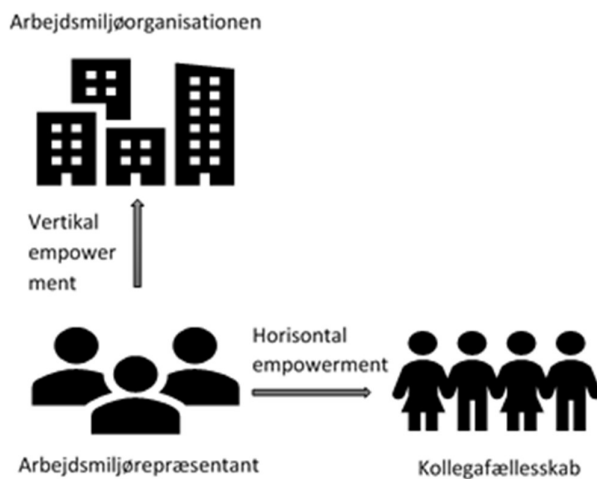 Arbejdsmiljøorganisationen
Vertikal
empower
ment
Horisontal
empowerment
Arbejdsmiljørepræsentant
Kollegafællesskab